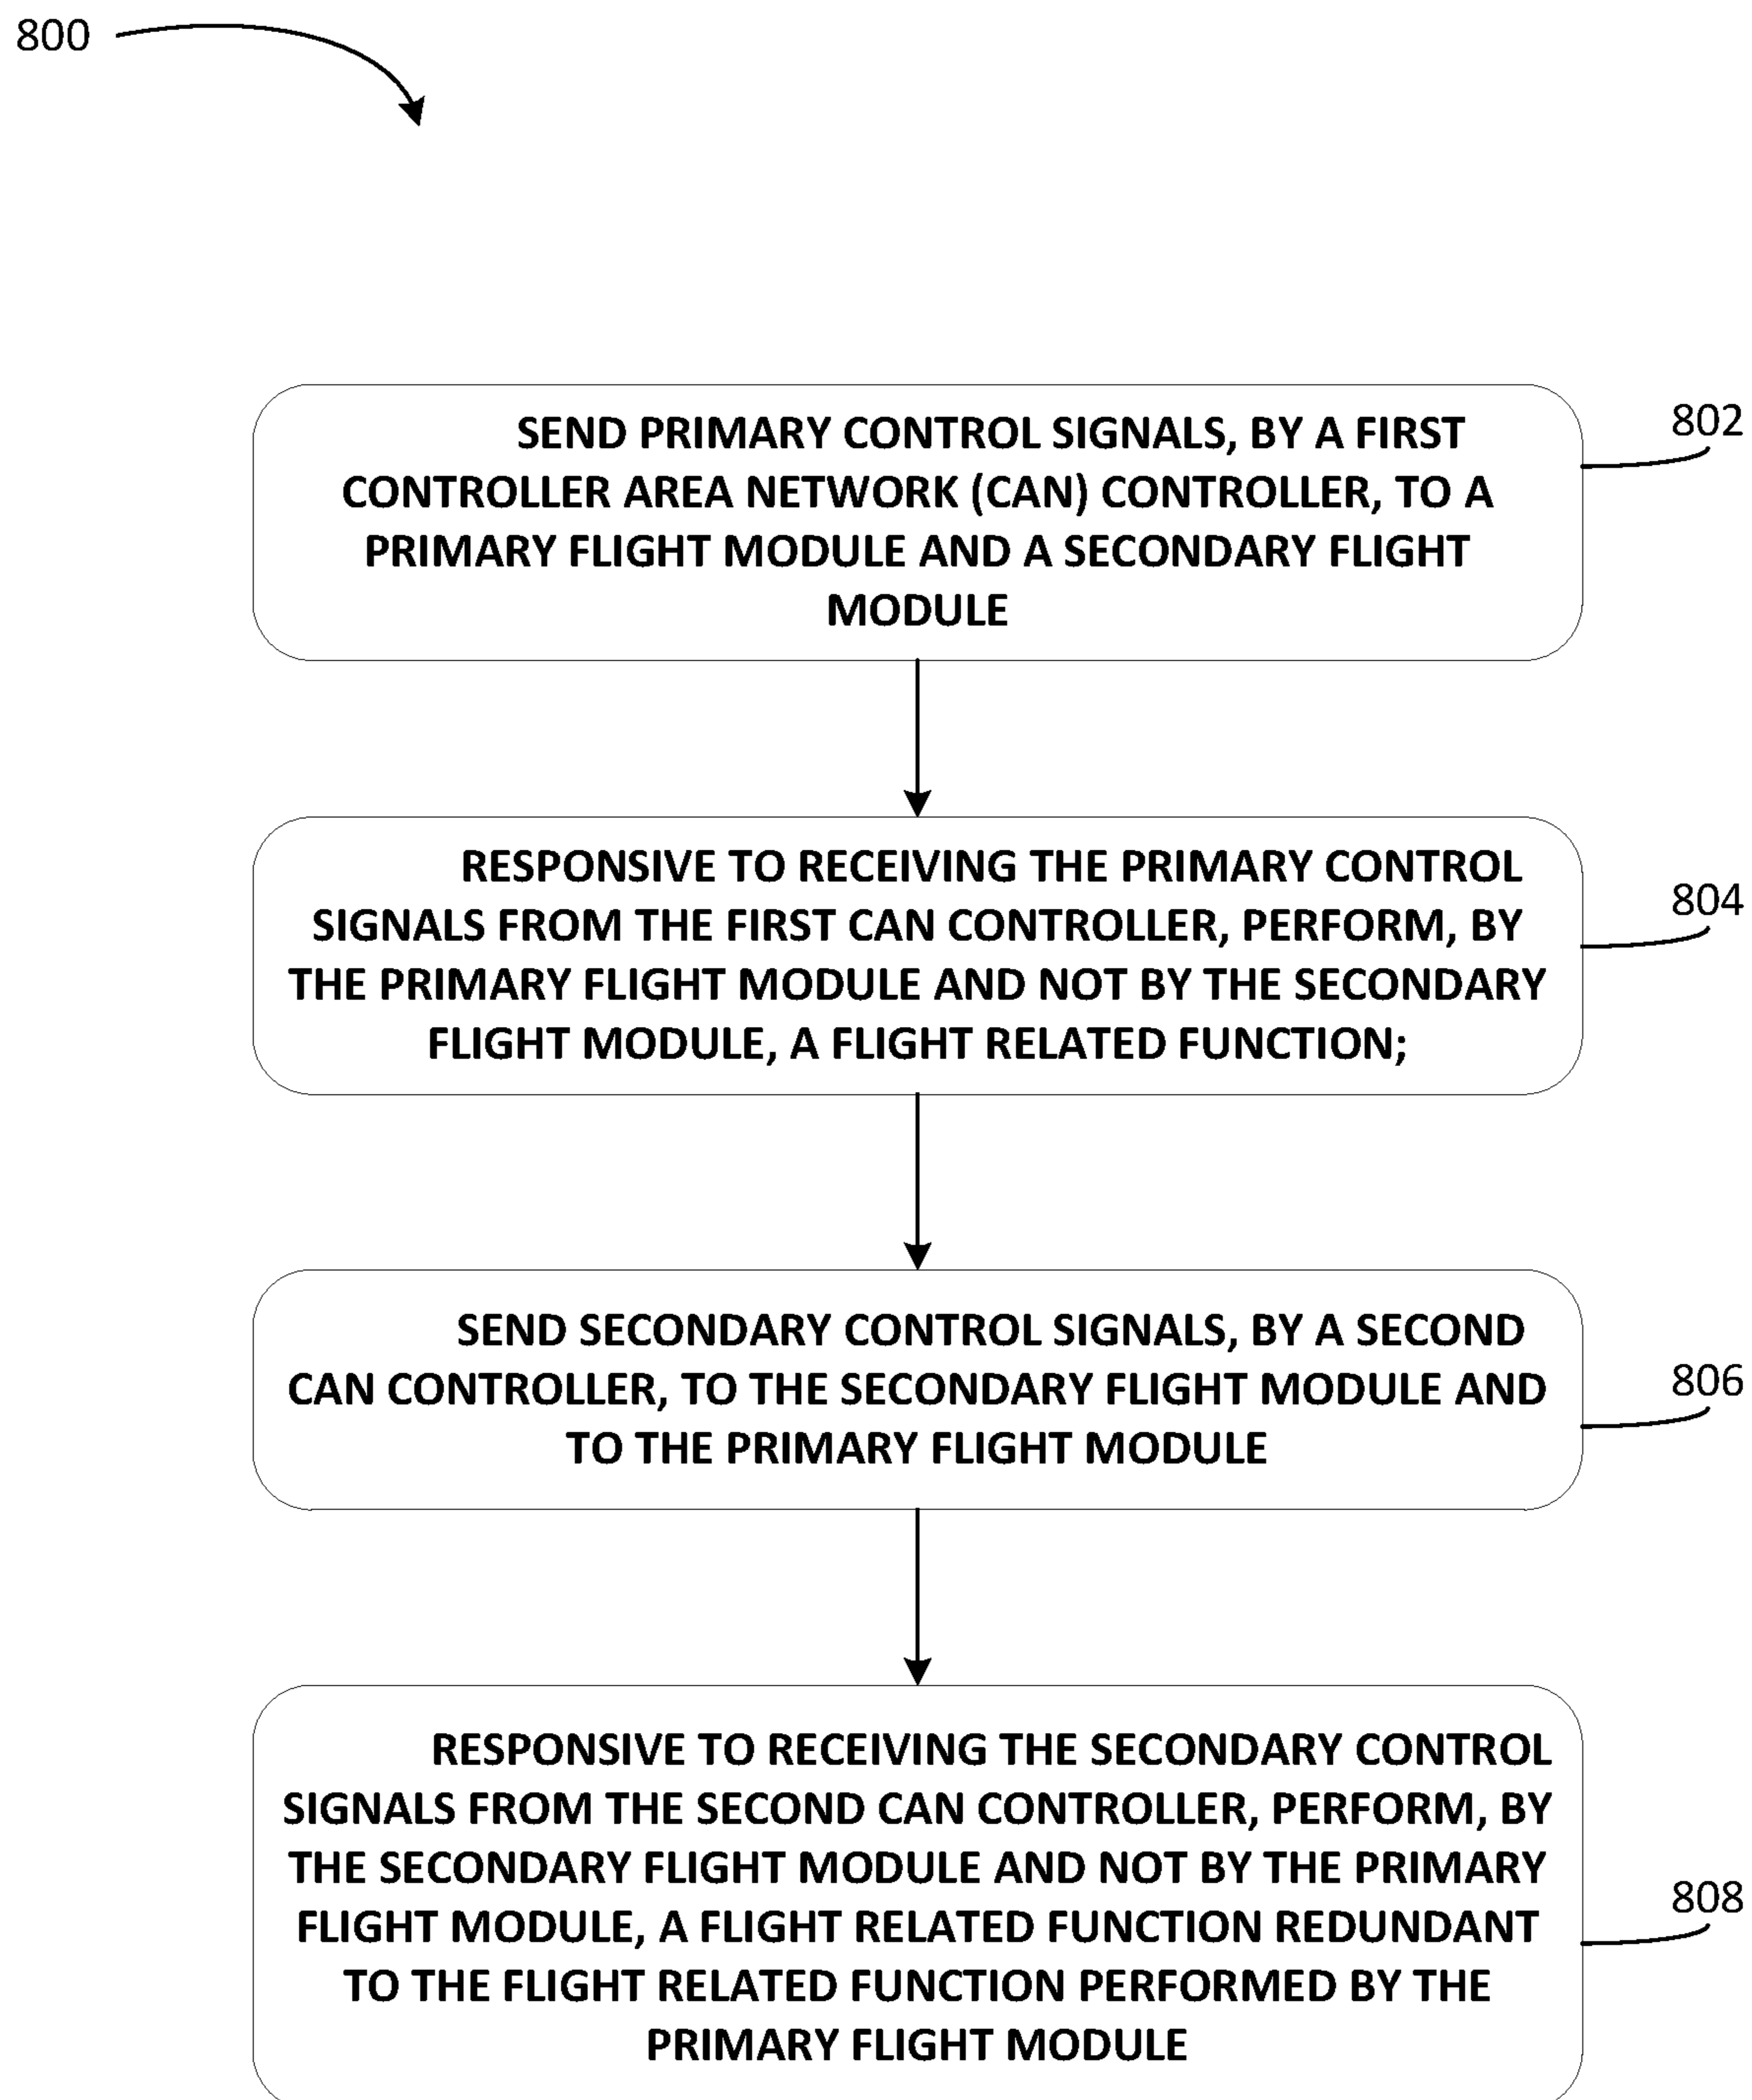 800
SEND PRIMARY CONTROL SIGNALS, BY A FIRST
CONTROLLER AREA NETWORK (CAN) CONTROLLER, TO A
PRIMARY FLIGHT MODULE AND A SECONDARY FLIGHT
MODULE
802
RESPONSIVE TO RECEIVING THE PRIMARY CONTROL
SIGNALS FROM THE FIRST CAN CONTROLLER, PERFORM, BY
THE PRIMARY FLIGHT MODULE AND NOT BY THE SECONDARY
FLIGHT MODULE, A FLIGHT RELATED FUNCTION;
804
SEND SECONDARY CONTROL SIGNALS, BY A SECOND
CAN CONTROLLER, TO THE SECONDARY FLIGHT MODULE AND
TO THE PRIMARY FLIGHT MODULE
806
RESPONSIVE TO RECEIVING THE SECONDARY CONTROL
SIGNALS FROM THE SECOND CAN CONTROLLER, PERFORM, BY
THE SECONDARY FLIGHT MODULE AND NOT BY THE PRIMARY
FLIGHT MODULE, A FLIGHT RELATED FUNCTION REDUNDANT
TO THE FLIGHT RELATED FUNCTION PERFORMED BY THE
PRIMARY FLIGHT MODULE
808